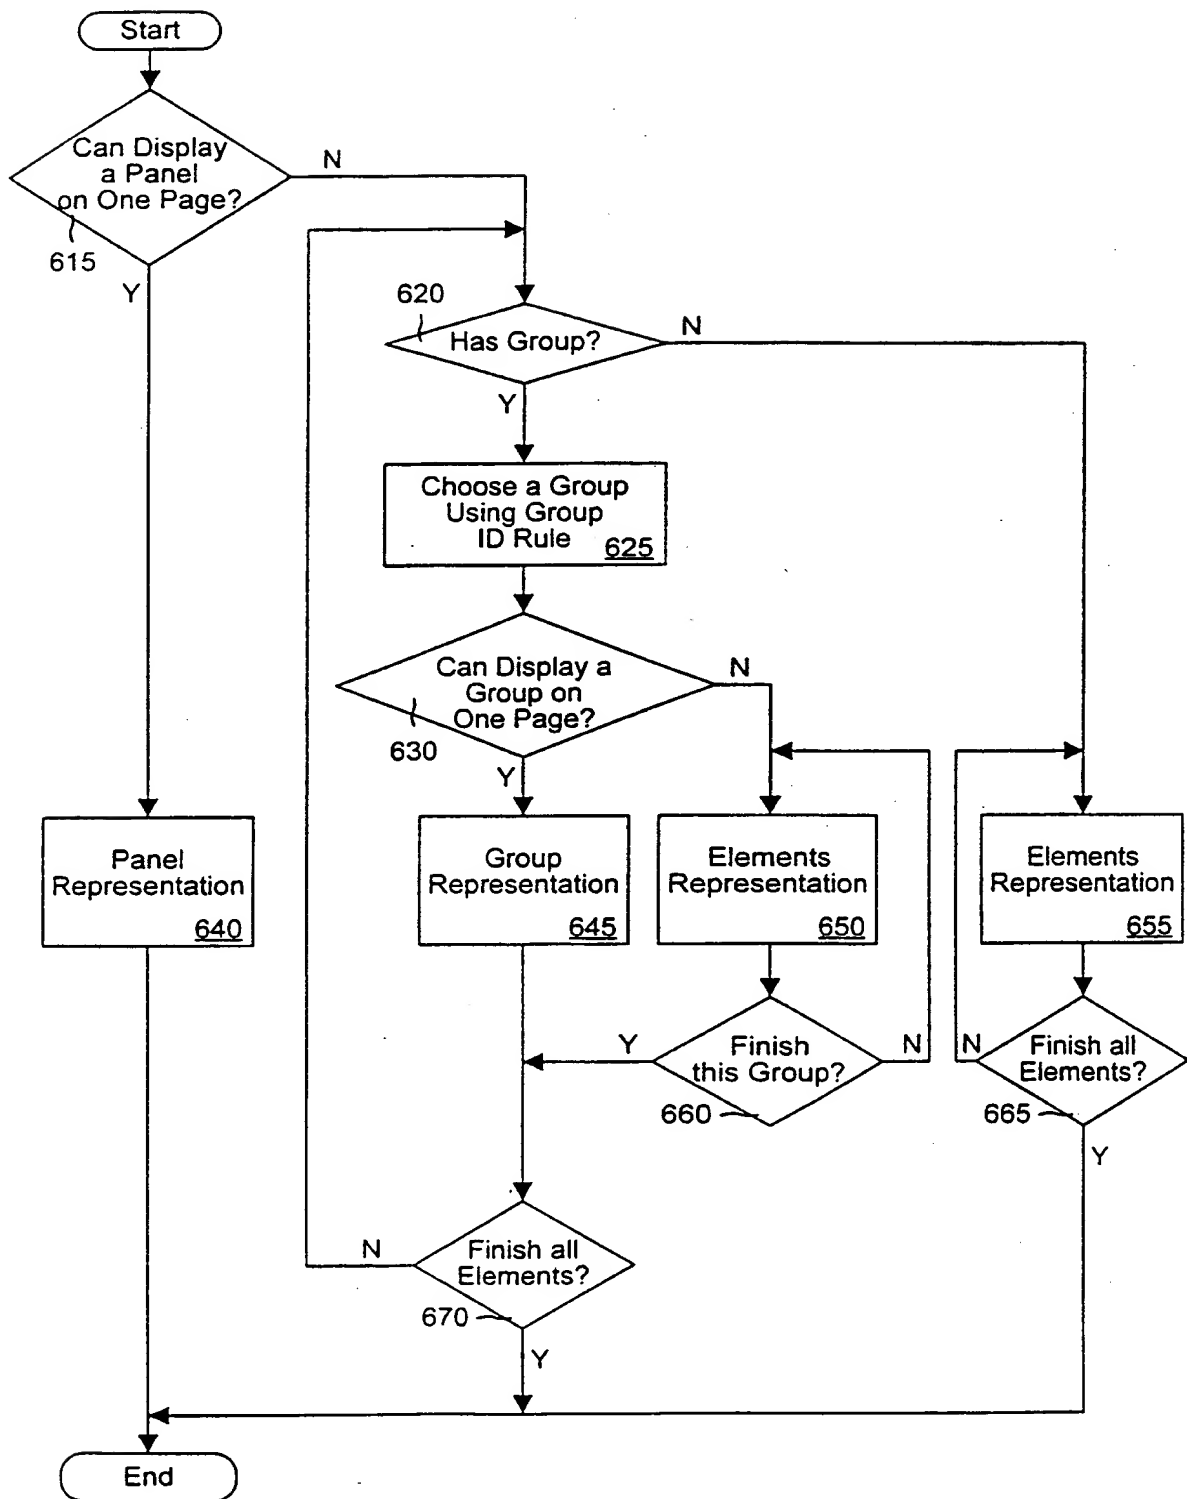 Start
Can Display
a Panel
on One Page?
N
615
Y
620
Has Group?
N
Y
Choose a Group
Using Group
ID Rule
625
Can Display a
Group on
One Page?
N
630
Y
Panel
Representation
640
Group
Representation
645
Elements
Representation
650
Elements
Representation
655
Y
Finish
this Group?
N
660
N
Finish all
Elements?
665
Y
N
Finish all
Elements?
670
Y
End